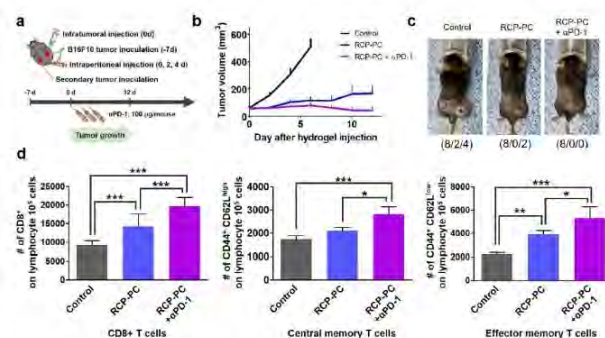 a
Intratumoral injection (0d)
B16F10 tumor inoculation (-7d)
Intraperitoneal injection (0, 2, 4 d)
Secondary tumor inoculation
-7d
0 d
12 d
αPD-1, 100 μg/mouse
Tumor growth
b
Tumor volume (mm³)
600
400
200
0
0
5
10
Day after hydrogel injection
Control
RCP-PC
RCP-PC + αPD-1
c
Control
RCP-PC
RCP-PC
+ αPD-1
(8/2/4)
(8/0/2)
(8/0/0)
d
# of CD8⁺
on lymphocyte 10⁵ cells
25000
20000
15000
10000
5000
0
***
***
***
Control
RCP-PC
RCP-PC
+αPD-1
CD8+ T cells
# of CD44⁺ CD62L^high
on lymphocyte 10⁵ cells
4000
3000
2000
1000
0
***
*
Control
RCP-PC
RCP-PC
+αPD-1
Central memory T cells
# of CD44⁺ CD62L^low
on lymphocyte 10⁵ cells
8000
6000
4000
2000
0
***
**
*
Control
RCP-PC
RCP-PC
+αPD-1
Effector memory T cells